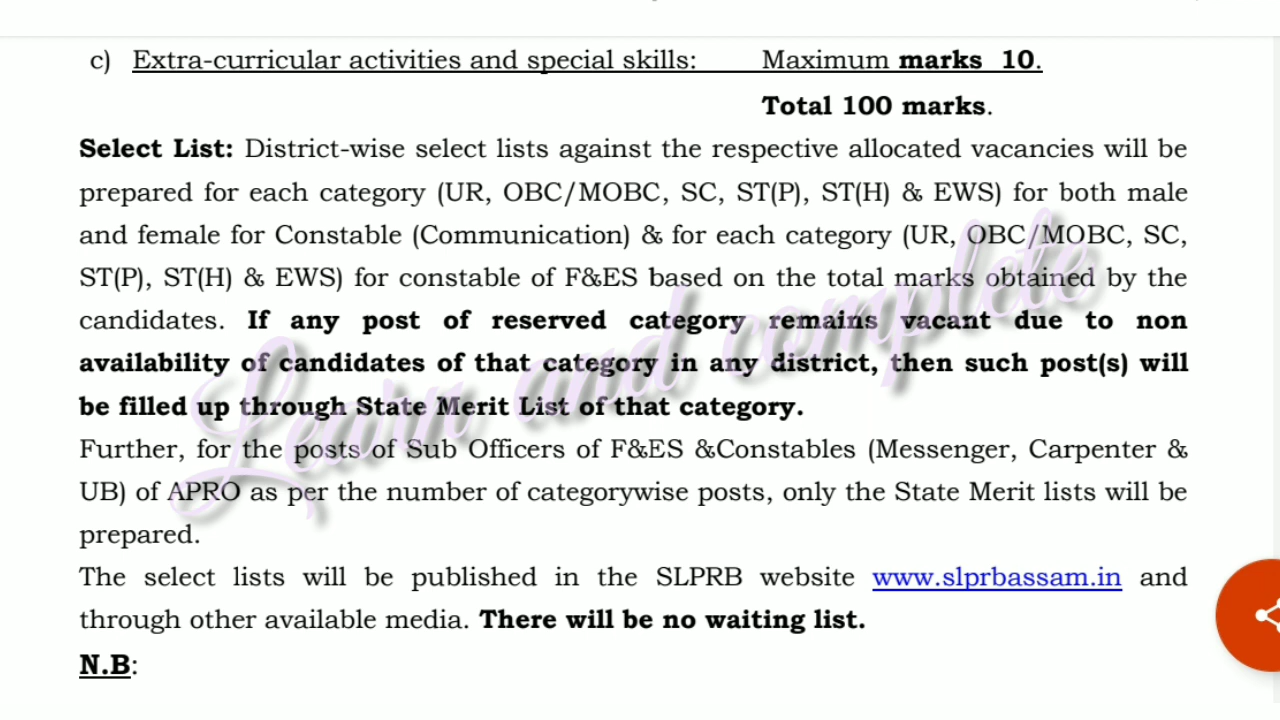 c) Extra-curricular activities and special skills: Maximum marks 10.
Total 100 marks.
Select List: District-wise select lists against the respective allocated vacancies will be
prepared for each category (UR, OBC/MOBC, SC, ST(P), ST(H) & EWS) for both male
and female for Constable (Communication) & for each category (UR, OBC/MOBC, SC,
ST(P), ST(H) & EWS) for constable of F&ES based on the total marks obtained by the
candidates. If any post of reserved category remains vacant due to non
availability of candidates of that category in any district, then such post(s) will
be filled up through State Merit List of that category.
Further, for the posts of Sub Officers of F&ES &Constables (Messenger, Carpenter &
UB) of APRO as per the number of categorywise posts, only the State Merit lists will be
prepared.
The select lists will be published in the SLPRB website www.slprbassam.in and
through other available media. There will be no waiting list.
N.B:
Learn and complete